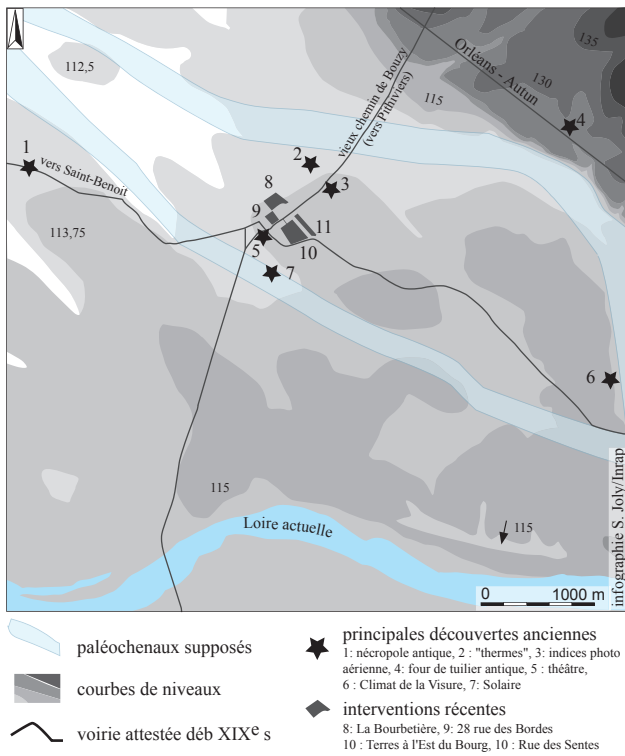 135
Orléans - Autun
130
112,5
115
4
vieux chemin de Bouzy
(vers Pithiviers)
1
vers Saint-Benoit
2
3
8
9
11
113,75
5
10
7
6
115
Loire actuelle
115
0 1000 m
infographie S. Joly/Inrap
paléochenaux supposés
courbes de niveaux
voirie attestée déb XIXe s
principales découvertes anciennes
1: nécropole antique, 2 : "thermes", 3: indices photo
aérienne, 4: four de tuilier antique, 5 : théâtre,
6 : Climat de la Visure, 7: Solaire
interventions récentes
8: La Bourbetière, 9: 28 rue des Bordes
10 : Terres à l'Est du Bourg, 10 : Rue des Sentes